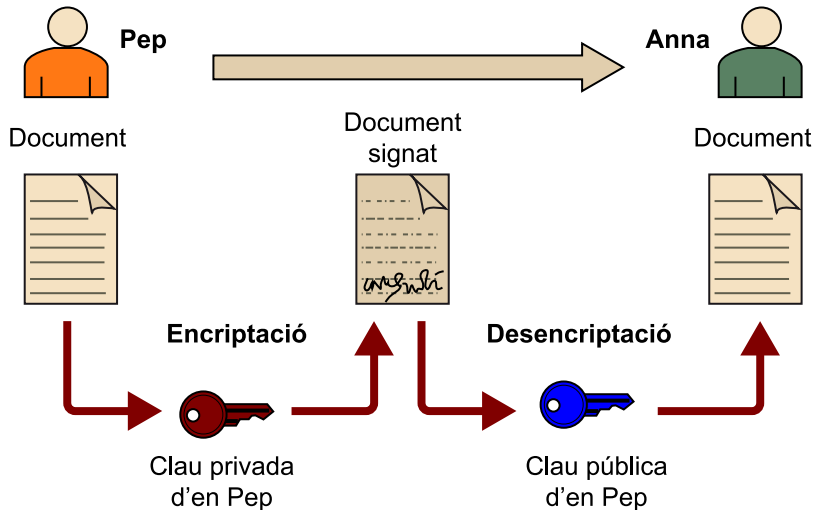 Pep
Anna
Document
Document
signat
Document
Encriptació
Desencriptació
Clau privada
d'en Pep
Clau pública
d'en Pep